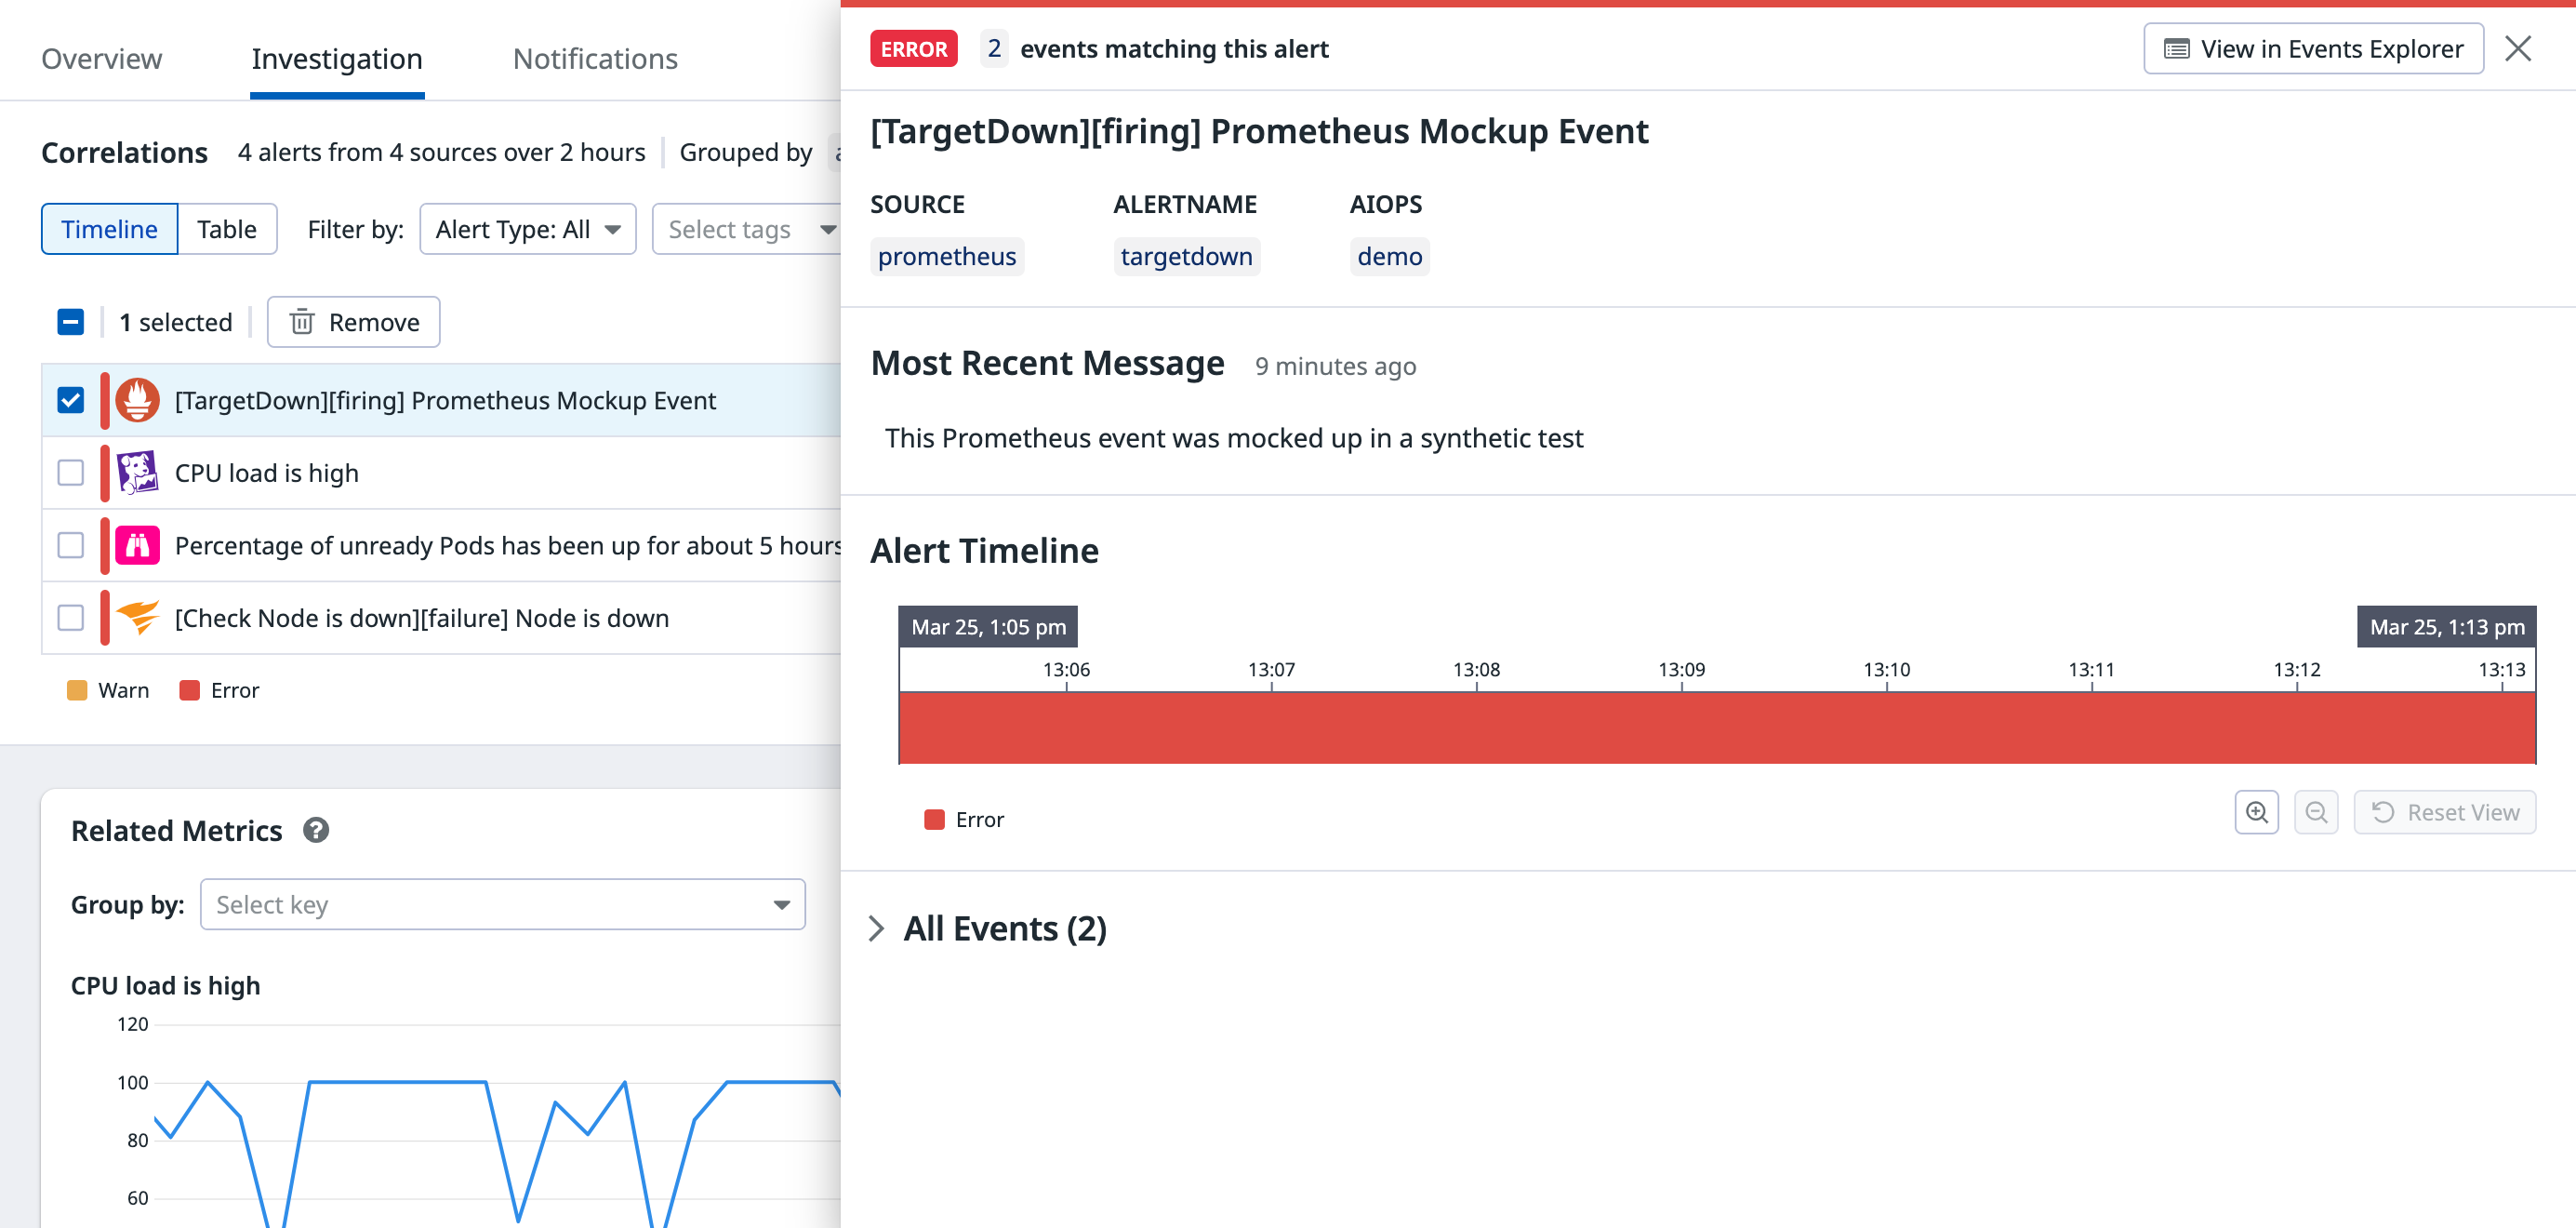 Overview
Investigation
Notifications
Correlations 4 alerts from 4 sources over 2 hours Grouped by
Timeline Table Filter by: Alert Type: All Select tags
1 selected Remove
[TargetDown][firing] Prometheus Mockup Event
CPU load is high
Percentage of unready Pods has been up for about 5 hours
[Check Node is down][failure] Node is down
Warn Error
Related Metrics ?
Group by: Select key
CPU load is high
120
100
80
60
ERROR 2 events matching this alert
View in Events Explorer
[TargetDown][firing] Prometheus Mockup Event
SOURCE ALERTNAME AIOPS
prometheus targetdown demo
Most Recent Message 9 minutes ago
This Prometheus event was mocked up in a synthetic test
Alert Timeline
Mar 25, 1:05 pm Mar 25, 1:13 pm
13:06 13:07 13:08 13:09 13:10 13:11 13:12 13:13
Error
Reset View
All Events (2)